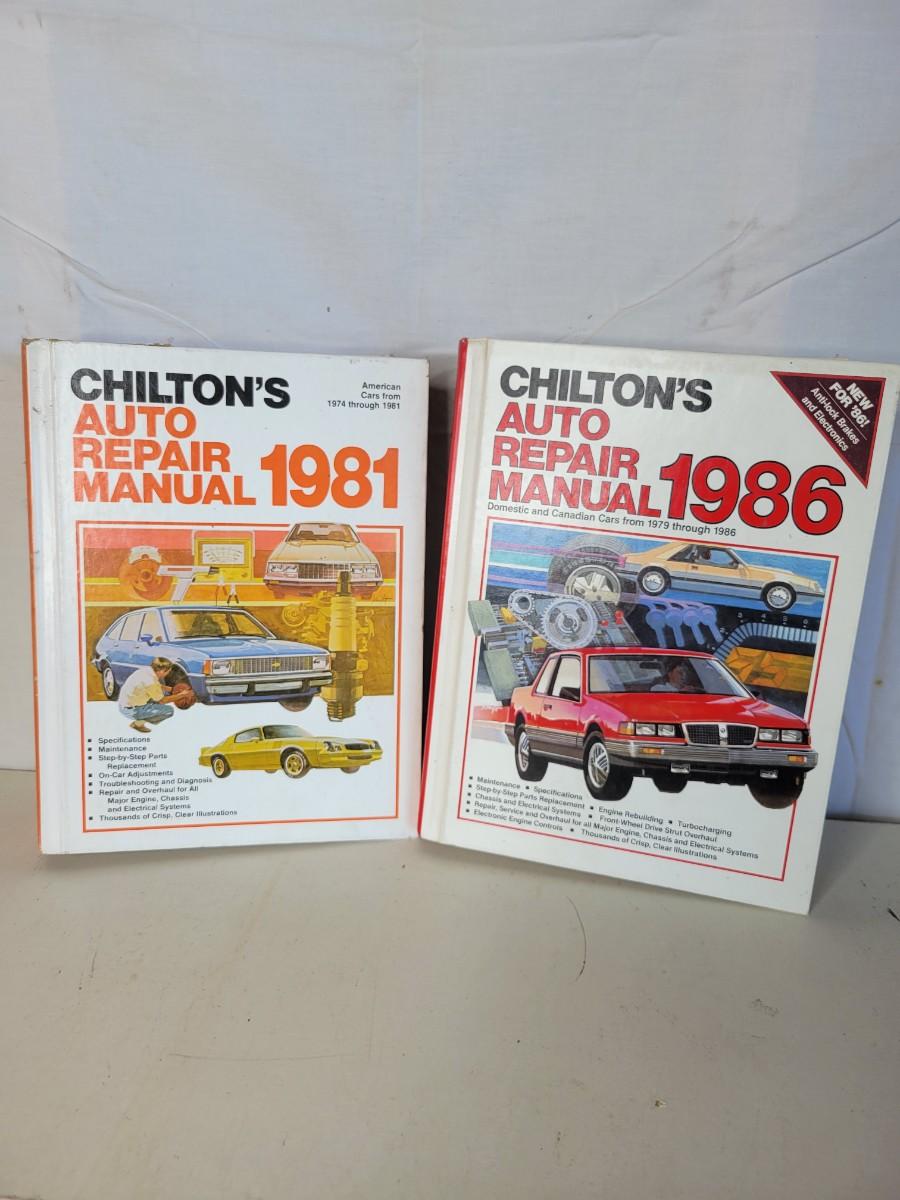 CHILTON'S
AUTO
REPAIR
MANUAL 1981
American
Cars from
1974 through 1981
▪ Specifications
▪ Maintenance
▪ Step-by-Step Parts
Replacement
▪ On-Car Adjustments
▪ Troubleshooting and Diagnosis
▪ Repair and Overhaul for All
Major Engine, Chassis
and Electrical Systems
▪ Thousands of Crisp, Clear Illustrations
CHILTON'S
AUTO
REPAIR
MANUAL 1986
Domestic and Canadian Cars from 1979 through 1986
NEW
FOR '86!
Anti-lock Brakes
and Electronics
▪ Maintenance ▪ Specifications
▪ Step-by-Step Parts Replacement ▪ Engine Rebuilding ▪ Turbocharging
▪ Chassis and Electrical Systems ▪ Front-Wheel Drive Strut Overhaul
▪ Repair, Service and Overhaul for all Major Engine, Chassis and Electrical Systems
▪ Electronic Engine Controls ▪ Thousands of Crisp, Clear Illustrations